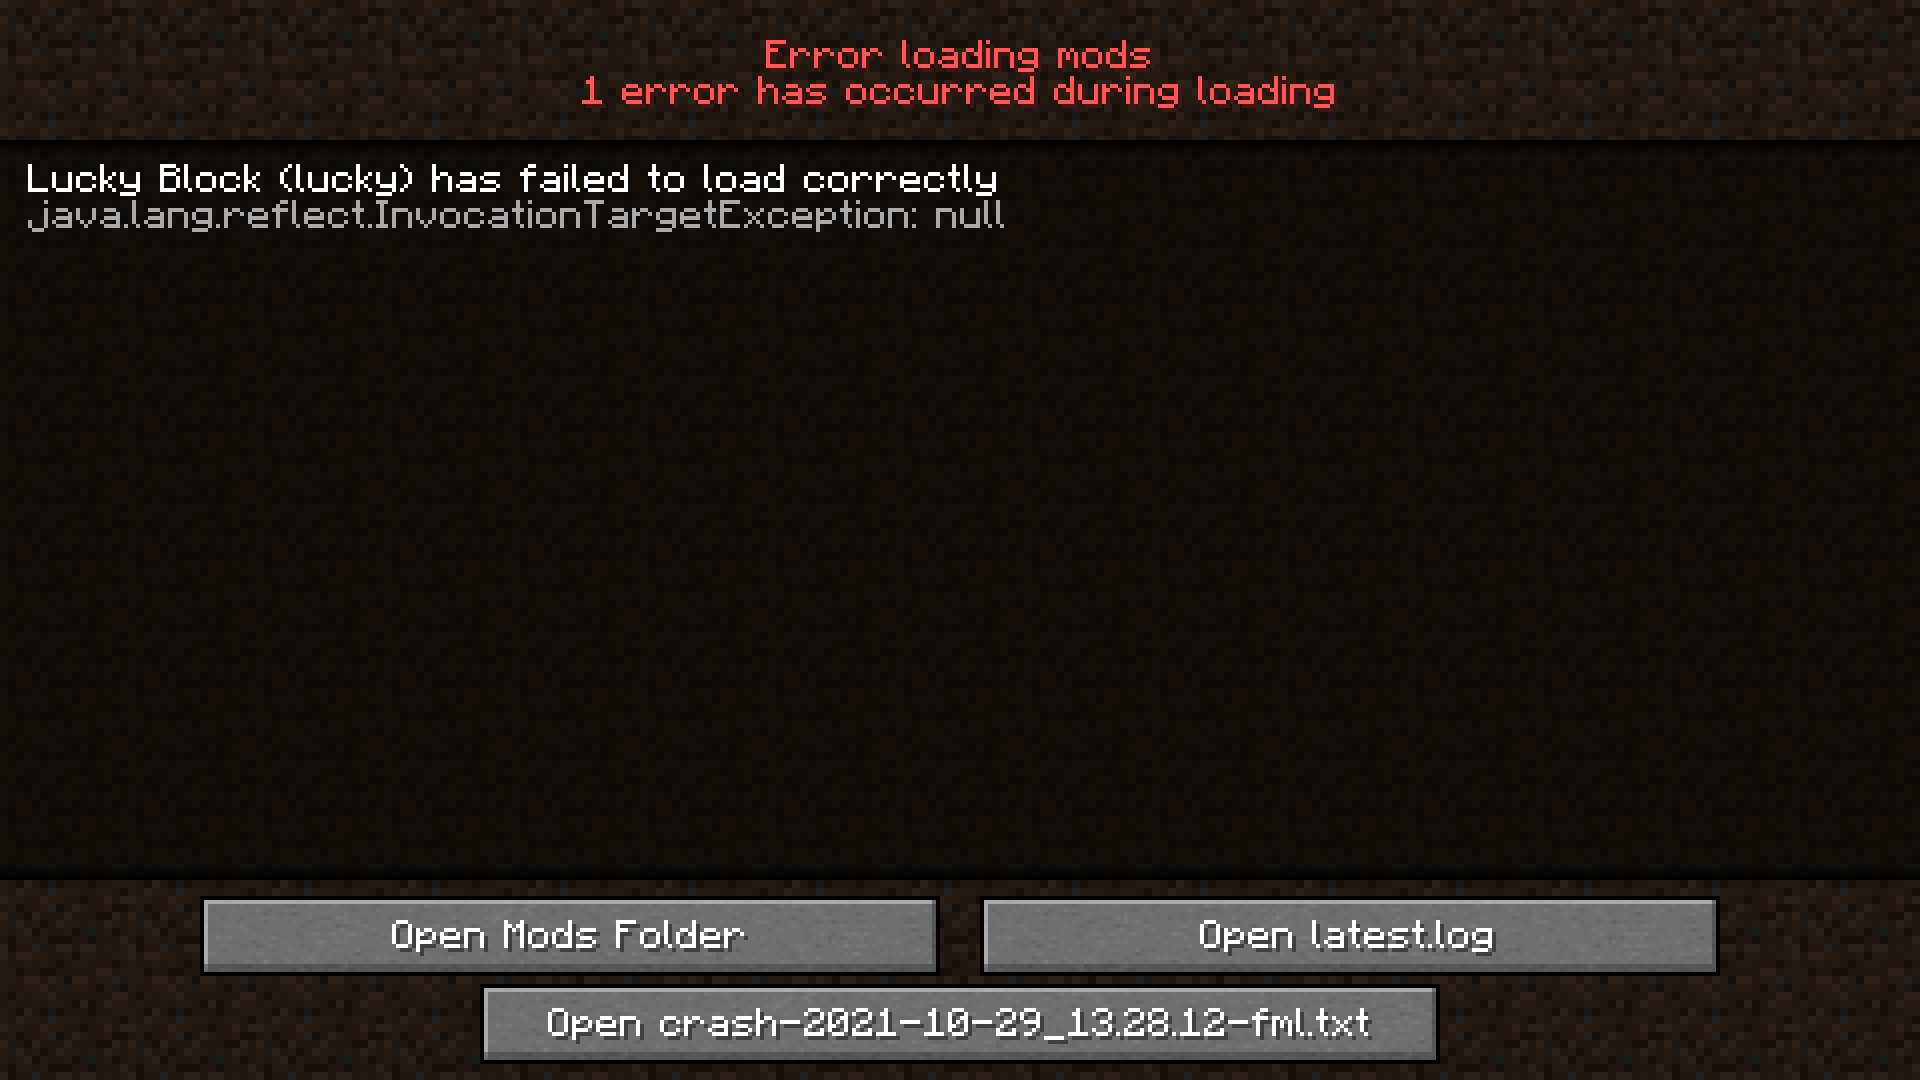 Error loading mods
1 error has occurred during loading
Lucky Block (lucky) has failed to load correctly
java.lang.reflect.InvocationTargetException: null
Open Mods Folder
Open latest.log
Open crash-2021-10-29_13.28.12-fml.txt